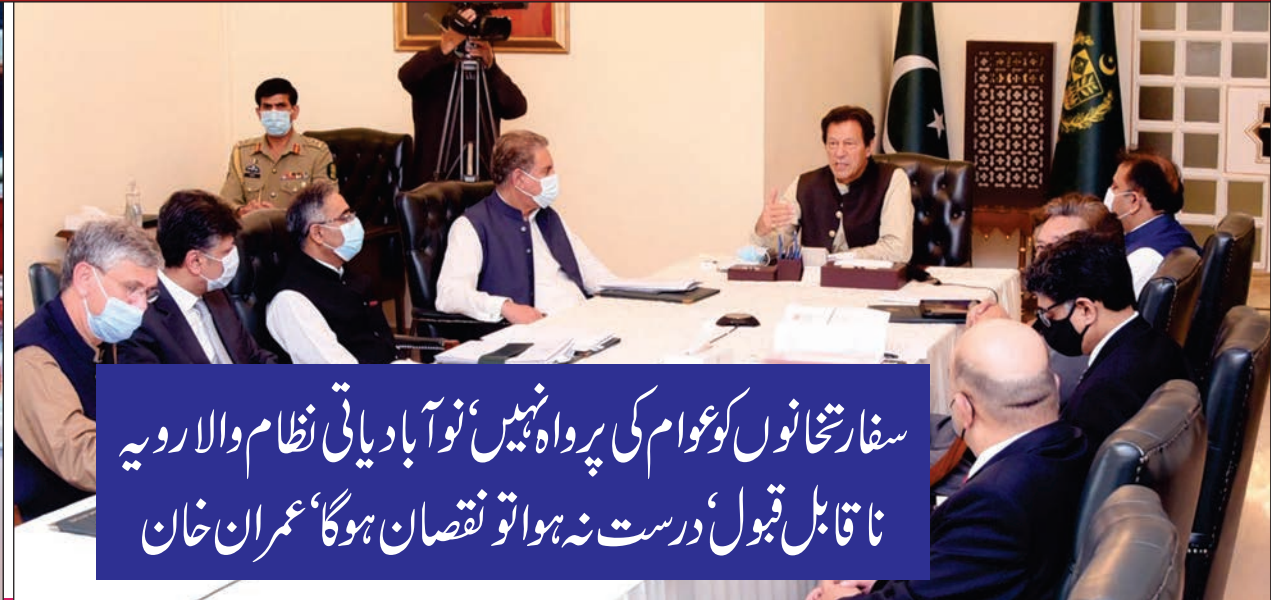 سفارتخانوں کو عوام کی پرواہ نہیں‘ نوآبادیاتی نظام والا رویہ
ناقابل قبول‘ درست نہ ہوا تو نقصان ہوگا‘ عمران خان